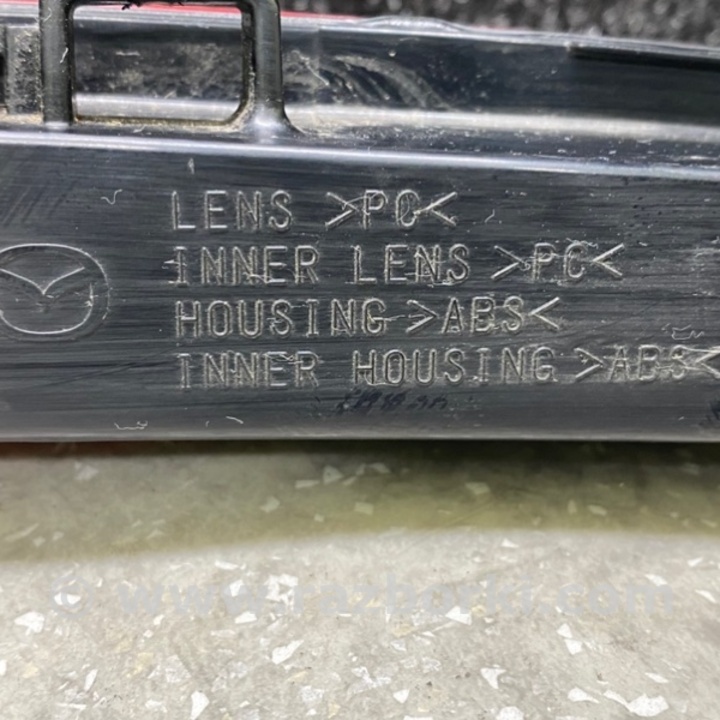 LENS >PC<
INNER LENS >PC<
HOUSING >ABS<
INNER HOUSING >ABS<
© www.razborki.com